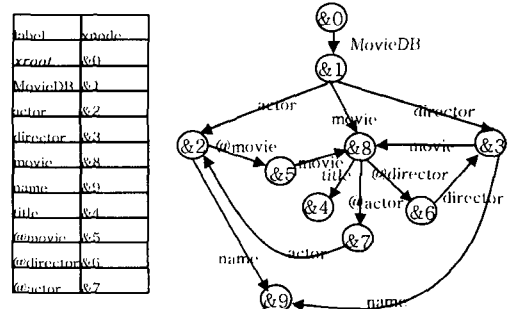 label xnode
xroot &0
MovieDB &1
actor &2
director &3
movie &8
name &9
title &4
@movie &5
@director &6
@actor &7
&0
MovieDB
&1
actor
movie
director
&2
@movie
&5
movie
&8
movie
&3
title
@director
&4
@actor
&6
director
&7
actor
name
name
&9